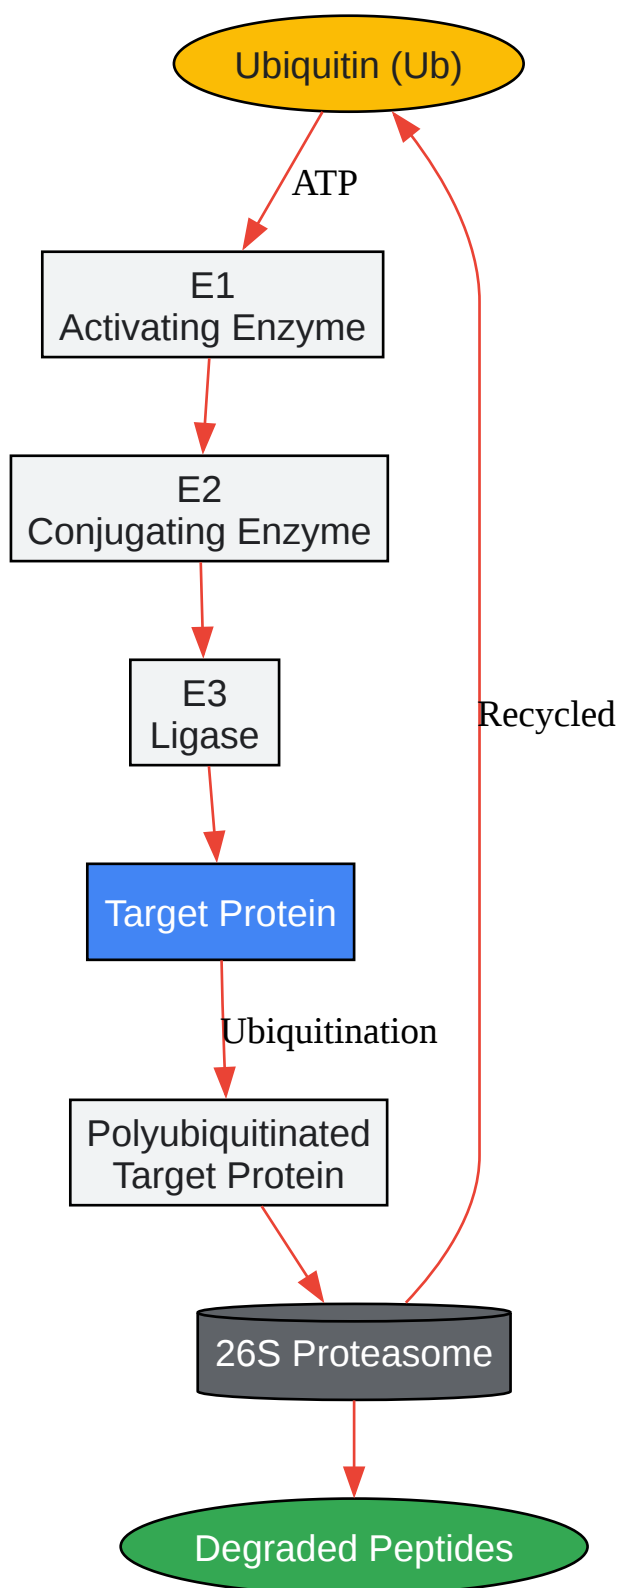 Ubiquitin (Ub)
ATP
E1
Activating Enzyme
E2
Conjugating Enzyme
E3
Ligase
Recycled
Target Protein
Ubiquitination
Polyubiquitinated
Target Protein
26S Proteasome
Degraded Peptides